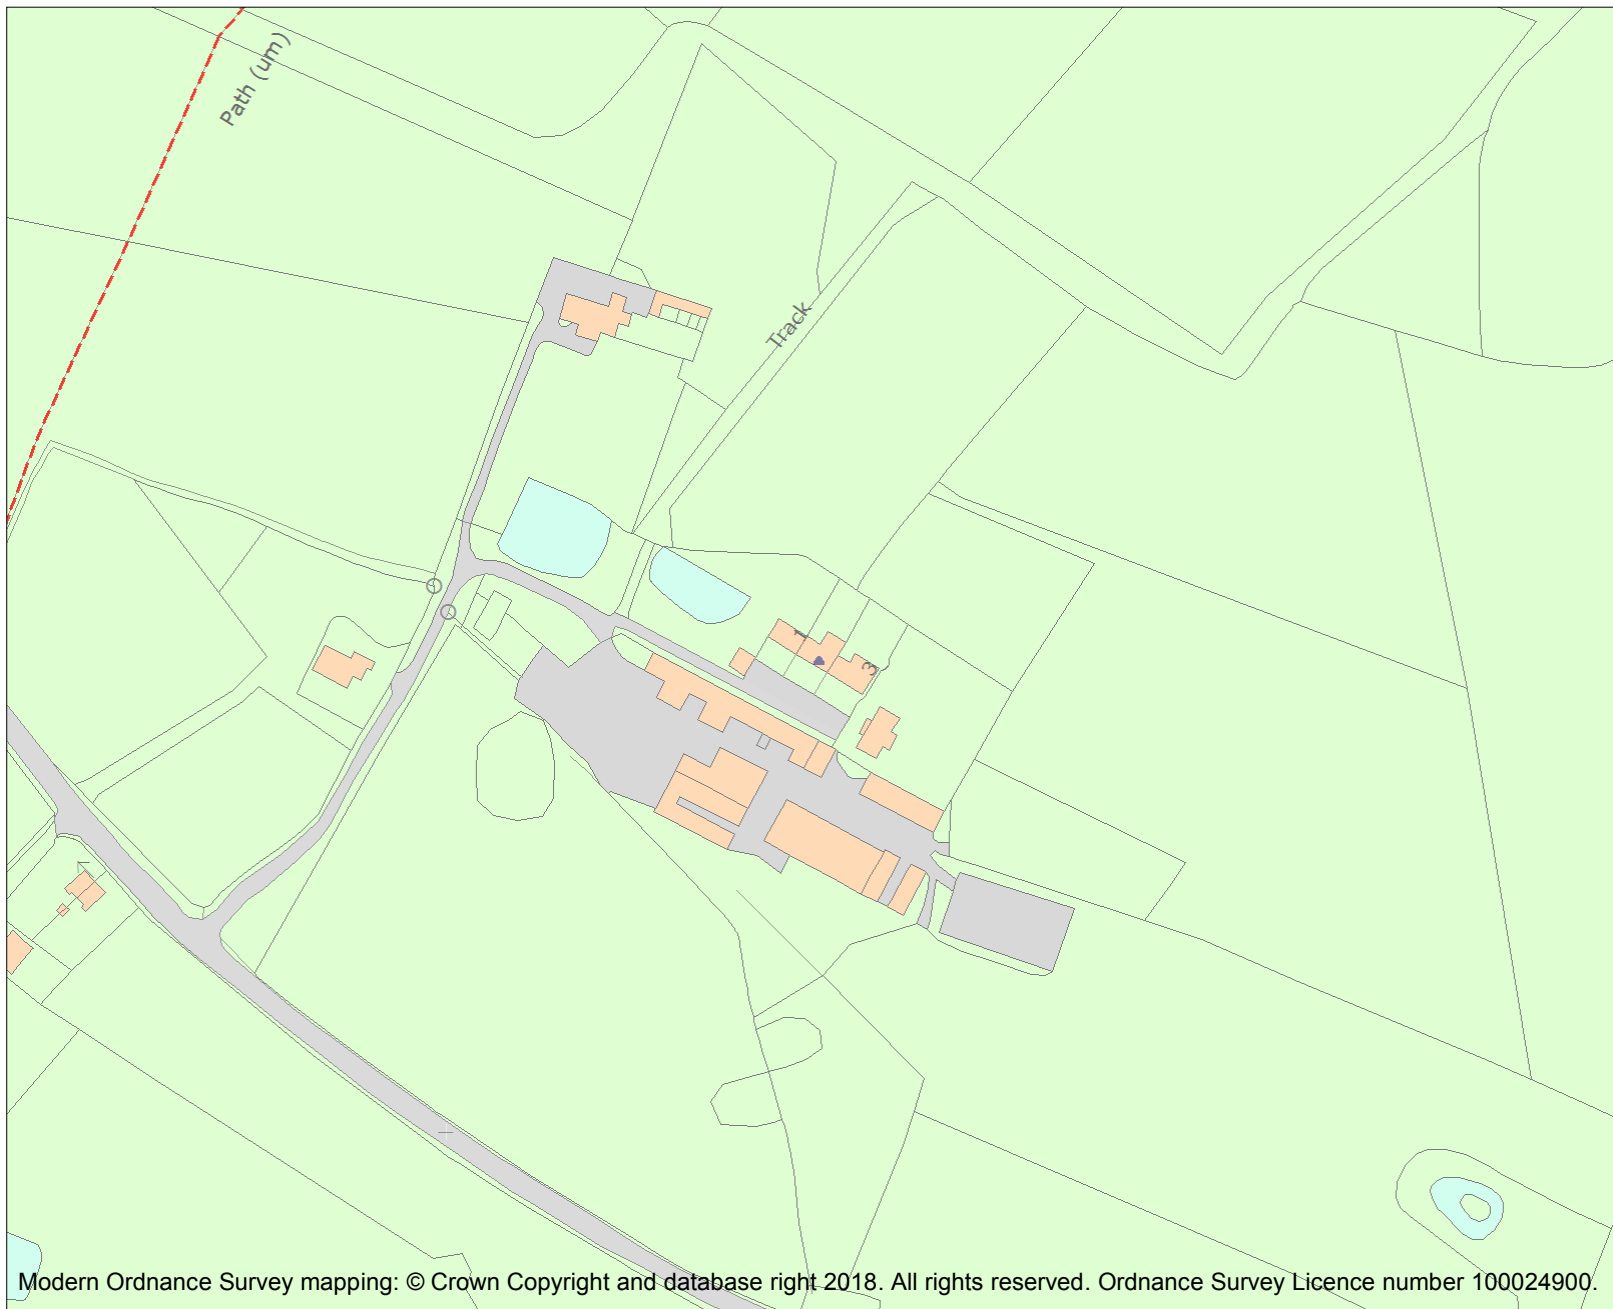 Path (um)
Track
1
3
Modern Ordnance Survey mapping: © Crown Copyright and database right 2018. All rights reserved. Ordnance Survey Licence number 100024900.